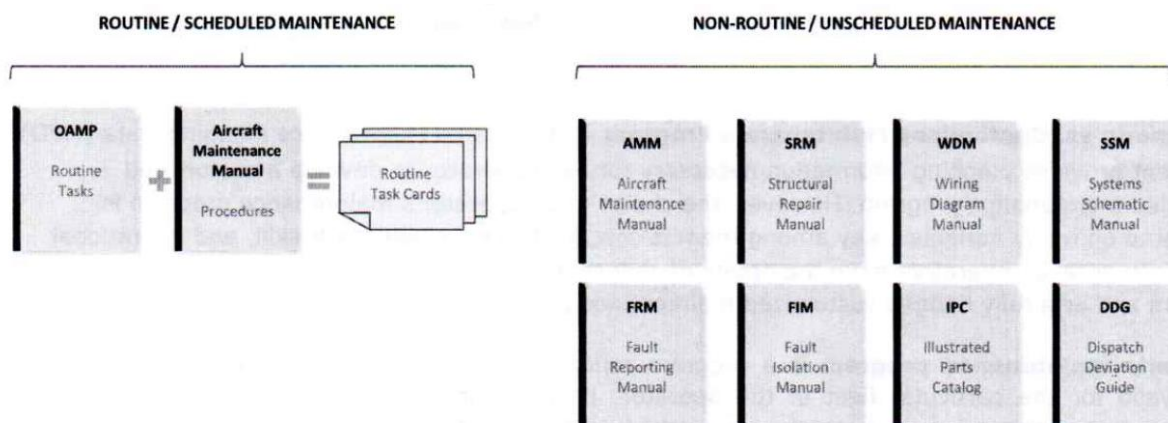 ROUTINE / SCHEDULED MAINTENANCE
OAMP
Routine
Tasks
+
Aircraft
Maintenance
Manual
Procedures
=
Routine
Task Cards
NON-ROUTINE / UNSCHEDULED MAINTENANCE
AMM
Aircraft
Maintenance
Manual
SRM
Structural
Repair
Manual
WDM
Wiring
Diagram
Manual
SSM
Systems
Schematic
Manual
FRM
Fault
Reporting
Manual
FIM
Fault
Isolation
Manual
IPC
Illustrated
Parts
Catalog
DDG
Dispatch
Deviation
Guide